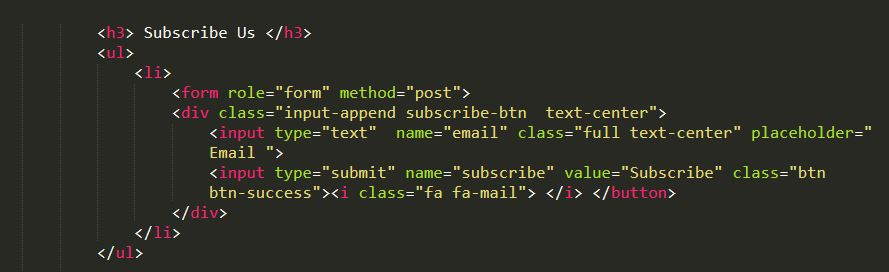 <h3> Subscribe Us </h3>
<ul>
<li>
<form role="form" method="post">
<div class="input-append subscribe-btn  text-center">
<input type="text"  name="email" class="full text-center" placeholder="
Email ">
<input type="submit" name="subscribe" value="Subscribe" class="btn
btn-success"><i class="fa fa-mail"> </i> </button>
</div>
</li>
</ul>